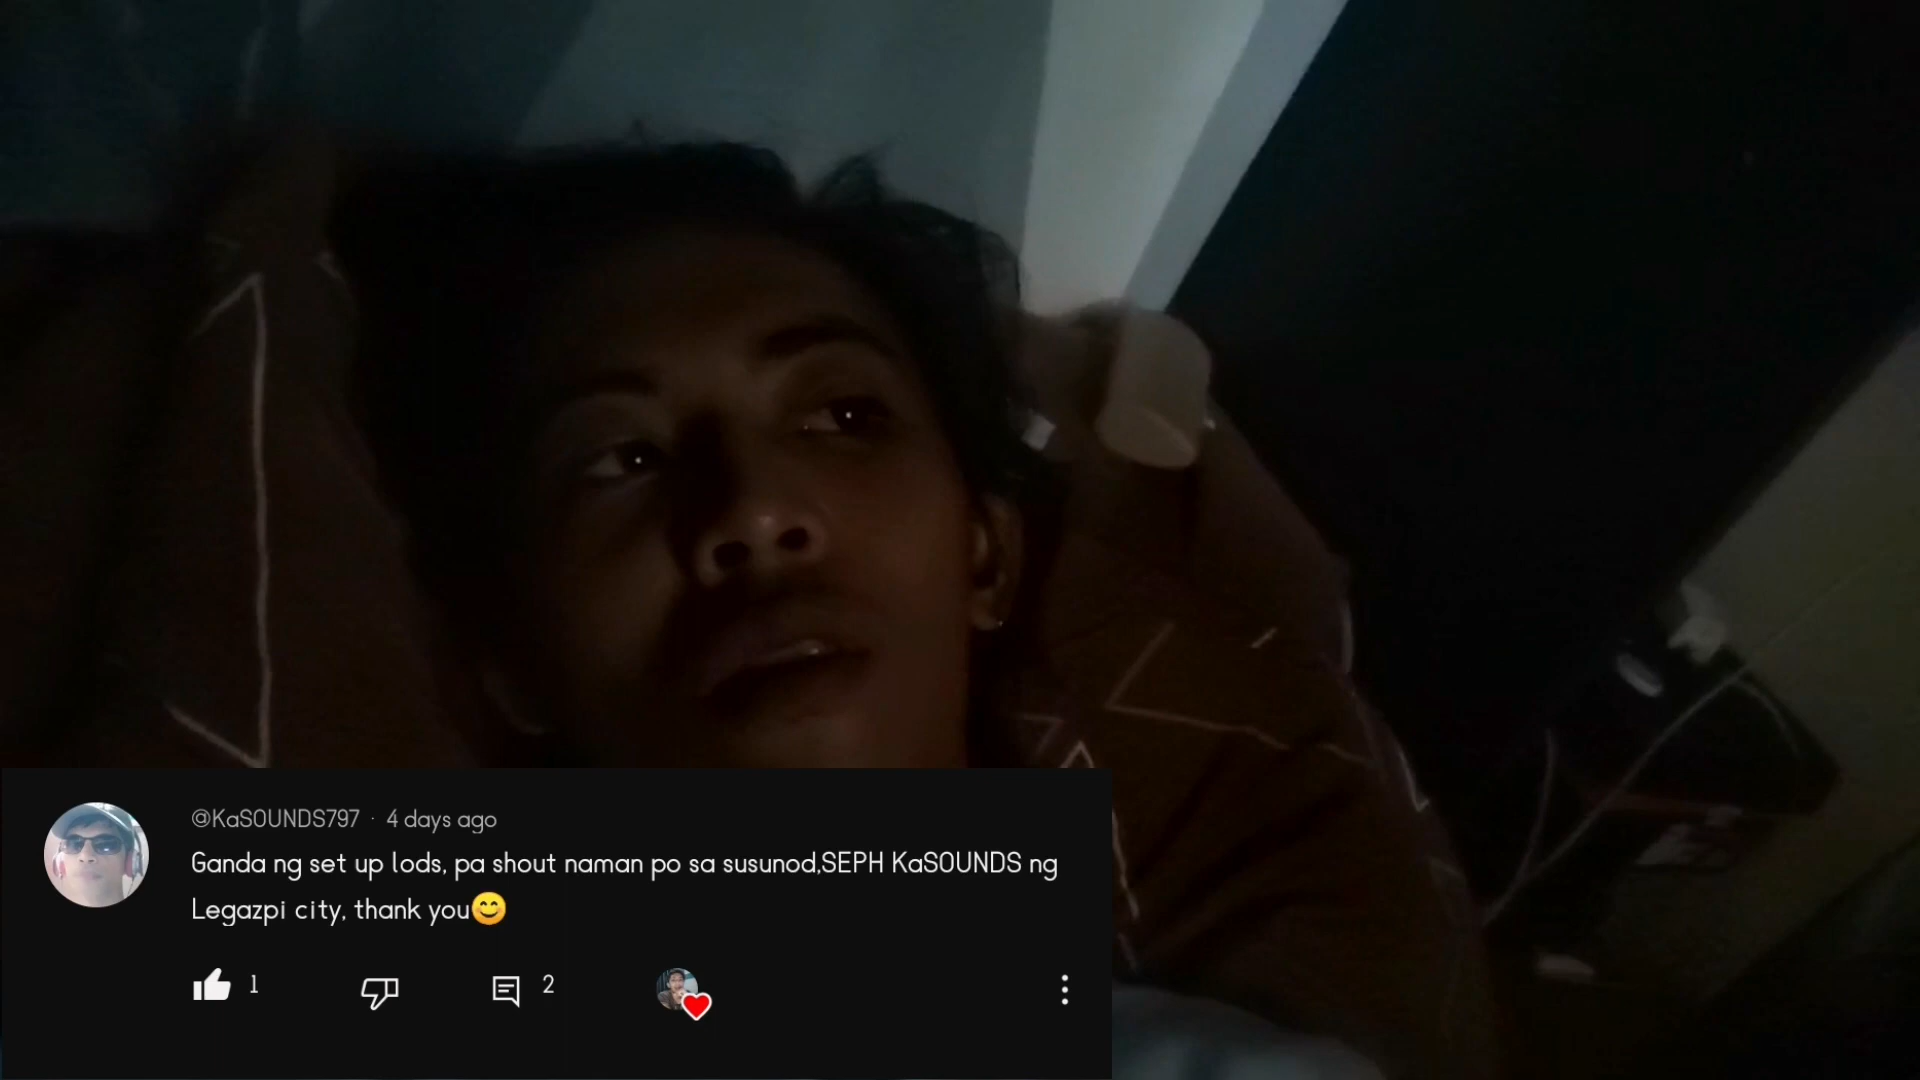 @KaSOUNDS797 · 4 days ago
Ganda ng set up lods, pa shout naman po sa susunod,SEPH KaSOUNDS ng
Legazpi city, thank you😊
1
2